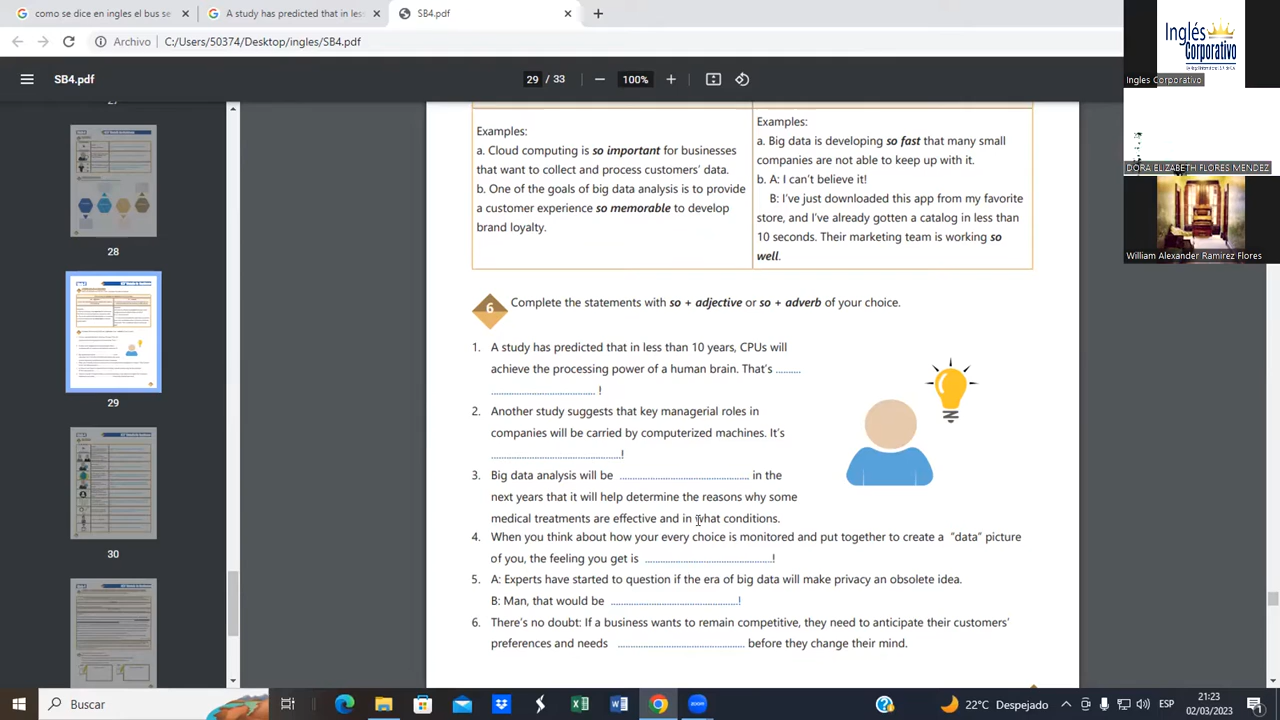 como se dice en ingles el bus se
A study has predicted that in les
SB4.pdf
Archivo
C:/Users/50374/Desktop/ingles/SB4.pdf
SB4.pdf
29 / 33
100%
Inglés
Corporativo
Ingles Corporativo
DORA ELIZABETH FLORES MENDEZ
William Alexander Ramirez Flores
28
29
30
Examples:
a. Cloud computing is so important for businesses
that want to collect and process customers' data.
b. One of the goals of big data analysis is to provide
a customer experience so memorable to develop
brand loyalty.
Examples:
a. Big data is developing so fast that many small
companies are not able to keep up with it.
b. A: I can't believe it!
B: I've just downloaded this app from my favorite
store, and I've already gotten a catalog in less than
10 seconds. Their marketing team is working so
well.
6
Complete the statements with so + adjective or so + adverb of your choice.
1. A study has predicted that in less than 10 years, CPUs will
achieve the processing power of a human brain. That's .........
..................................... !
2. Another study suggests that key managerial roles in
companies will be carried by computerized machines. It's
..............................................!
3. Big data analysis will be .............................................. in the
next years that it will help determine the reasons why some
medical treatments are effective and in what conditions.
4. When you think about how your every choice is monitored and put together to create a "data" picture
of you, the feeling you get is ..............................................!
5. A: Experts have started to question if the era of big data will make privacy an obsolete idea.
B: Man, that would be ..............................................!
6. There's no doubt: If a business wants to remain competitive, they need to anticipate their customers'
preferences and needs .............................................. before they change their mind.
Buscar
22°C Despejado
ESP
21:23
02/03/2023